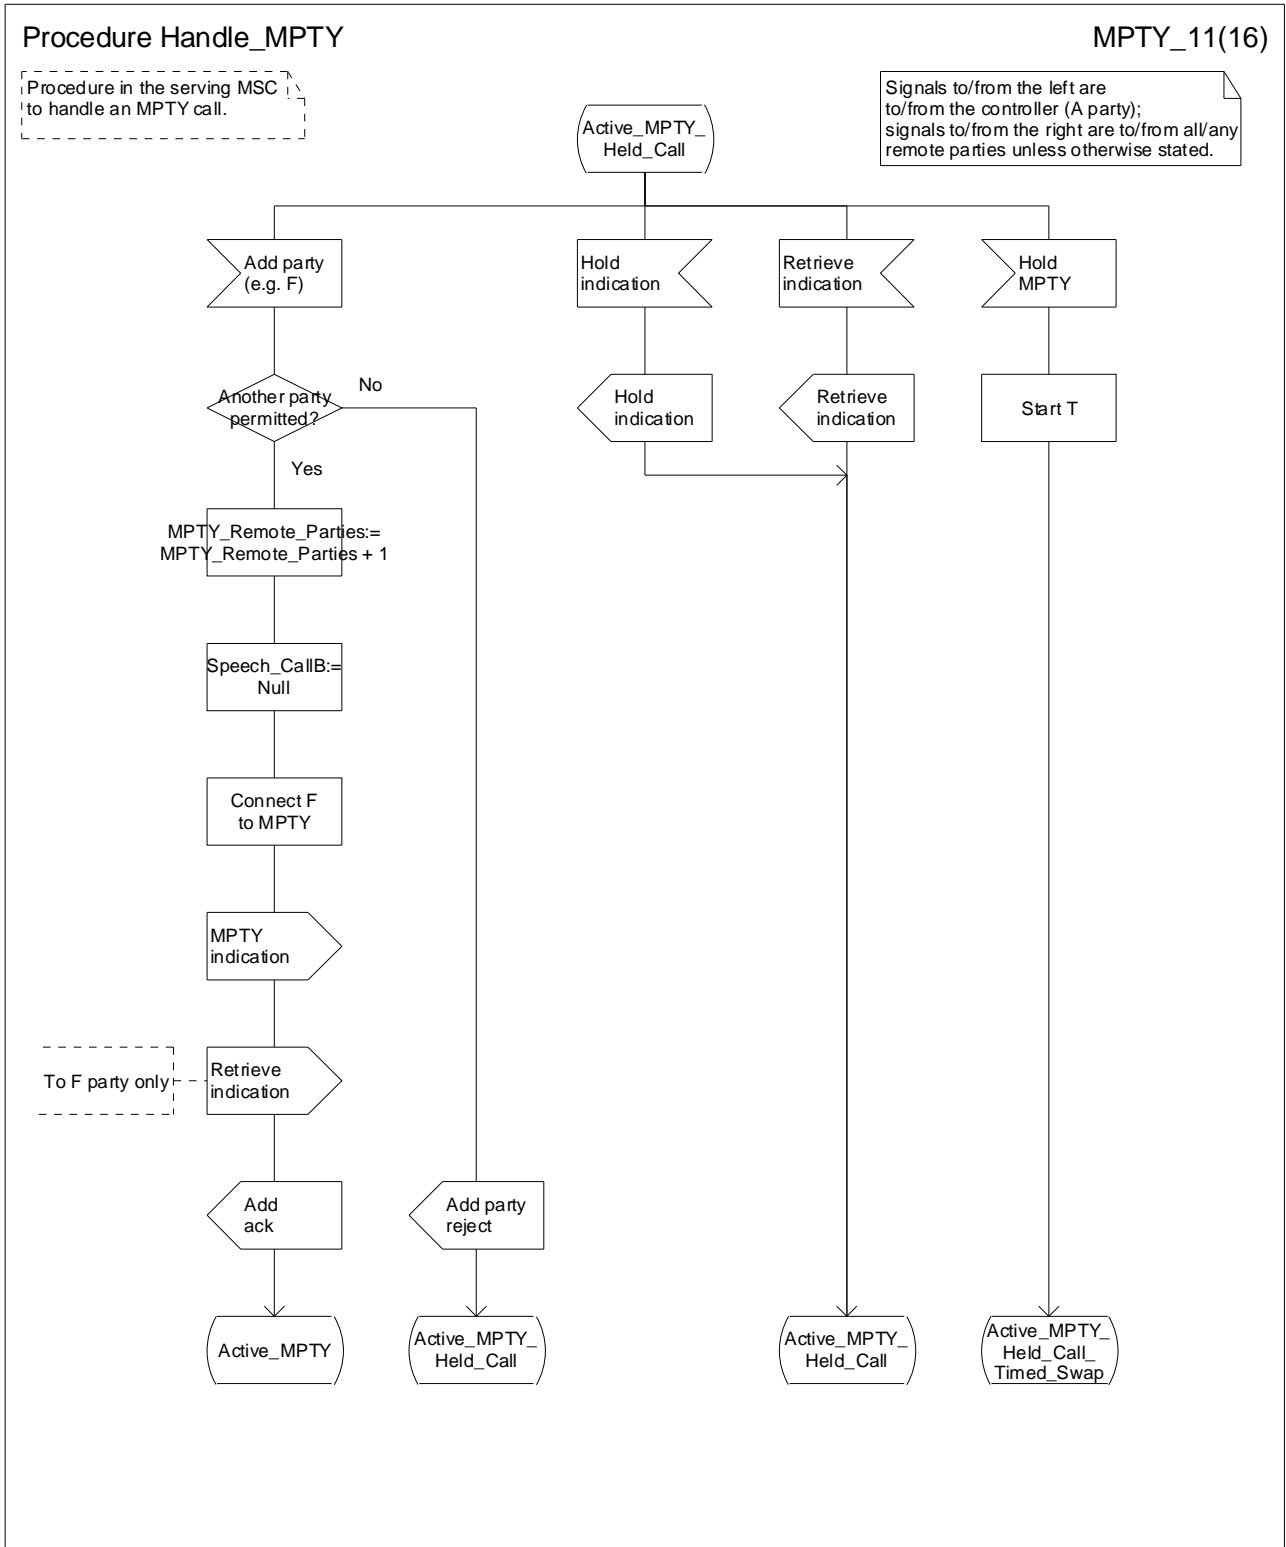 Procedure Handle_MPTY
MPTY_11(16)
Procedure in the serving MSC
to handle an MPTY call.
Signals to/from the left are
to/from the controller (A party);
signals to/from the right are to/from all/any
remote parties unless otherwise stated.
Active_MPTY_
Held_Call
Add party
(e.g. F)
Hold
indication
Retrieve
indication
Hold
MPTY
Another party
permitted?
No
Yes
Hold
indication
Retrieve
indication
Start T
MPTY_Remote_Parties:=
MPTY_Remote_Parties + 1
Speech_CallB:=
Null
Connect F
to MPTY
MPTY
indication
To F party only
Retrieve
indication
Add
ack
Add party
reject
Active_MPTY
Active_MPTY_
Held_Call
Active_MPTY_
Held_Call
Active_MPTY_
Held_Call_
Timed_Swap